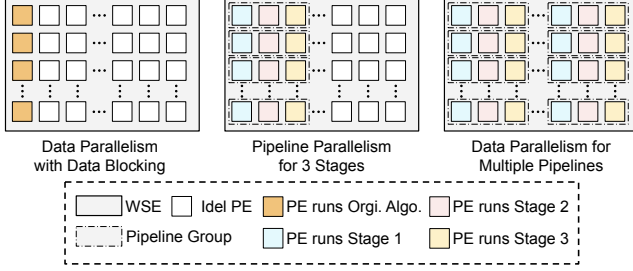 Data Parallelism
with Data Blocking
Pipeline Parallelism
for 3 Stages
Data Parallelism for
Multiple Pipelines
WSE
Idel PE
PE runs Orgi. Algo.
PE runs Stage 2
Pipeline Group
PE runs Stage 1
PE runs Stage 3